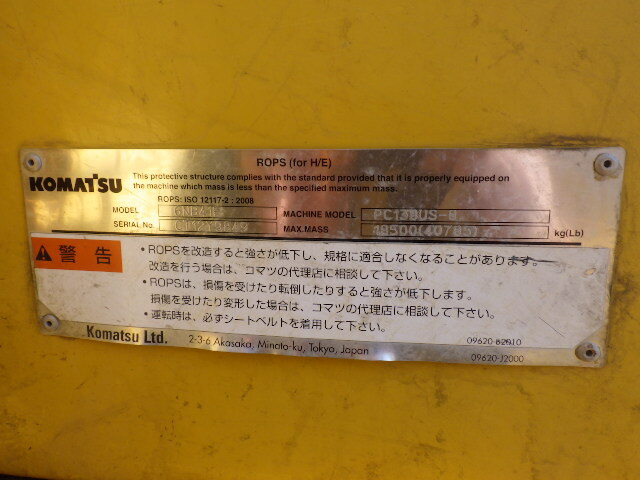 ROPS (for H/E)
KOMATSU
This protective structure complies with the standard provided that it is properly equipped on
the machine which mass is less than the specified maximum mass.
ROPS: ISO 12117-2 : 2008
MODEL MACHINE MODEL PC138US-8
SERIAL No. MAX.MASS 18500(40785) kg(Lb)
警告
・ROPSを改造すると強さが低下し、規格に適合しなくなることがあります。
改造を行う場合は、コマツの代理店に相談して下さい。
・ROPSは、損傷を受けたり転倒したりすると強さが低下します。
損傷を受けたり変形した場合は、コマツの代理店に相談して下さい。
・運転時は、必ずシートベルトを着用して下さい。
09620-B2010
Komatsu Ltd. 2-3-6 Akasaka, Minato-ku, Tokyo, Japan
09620-J2000